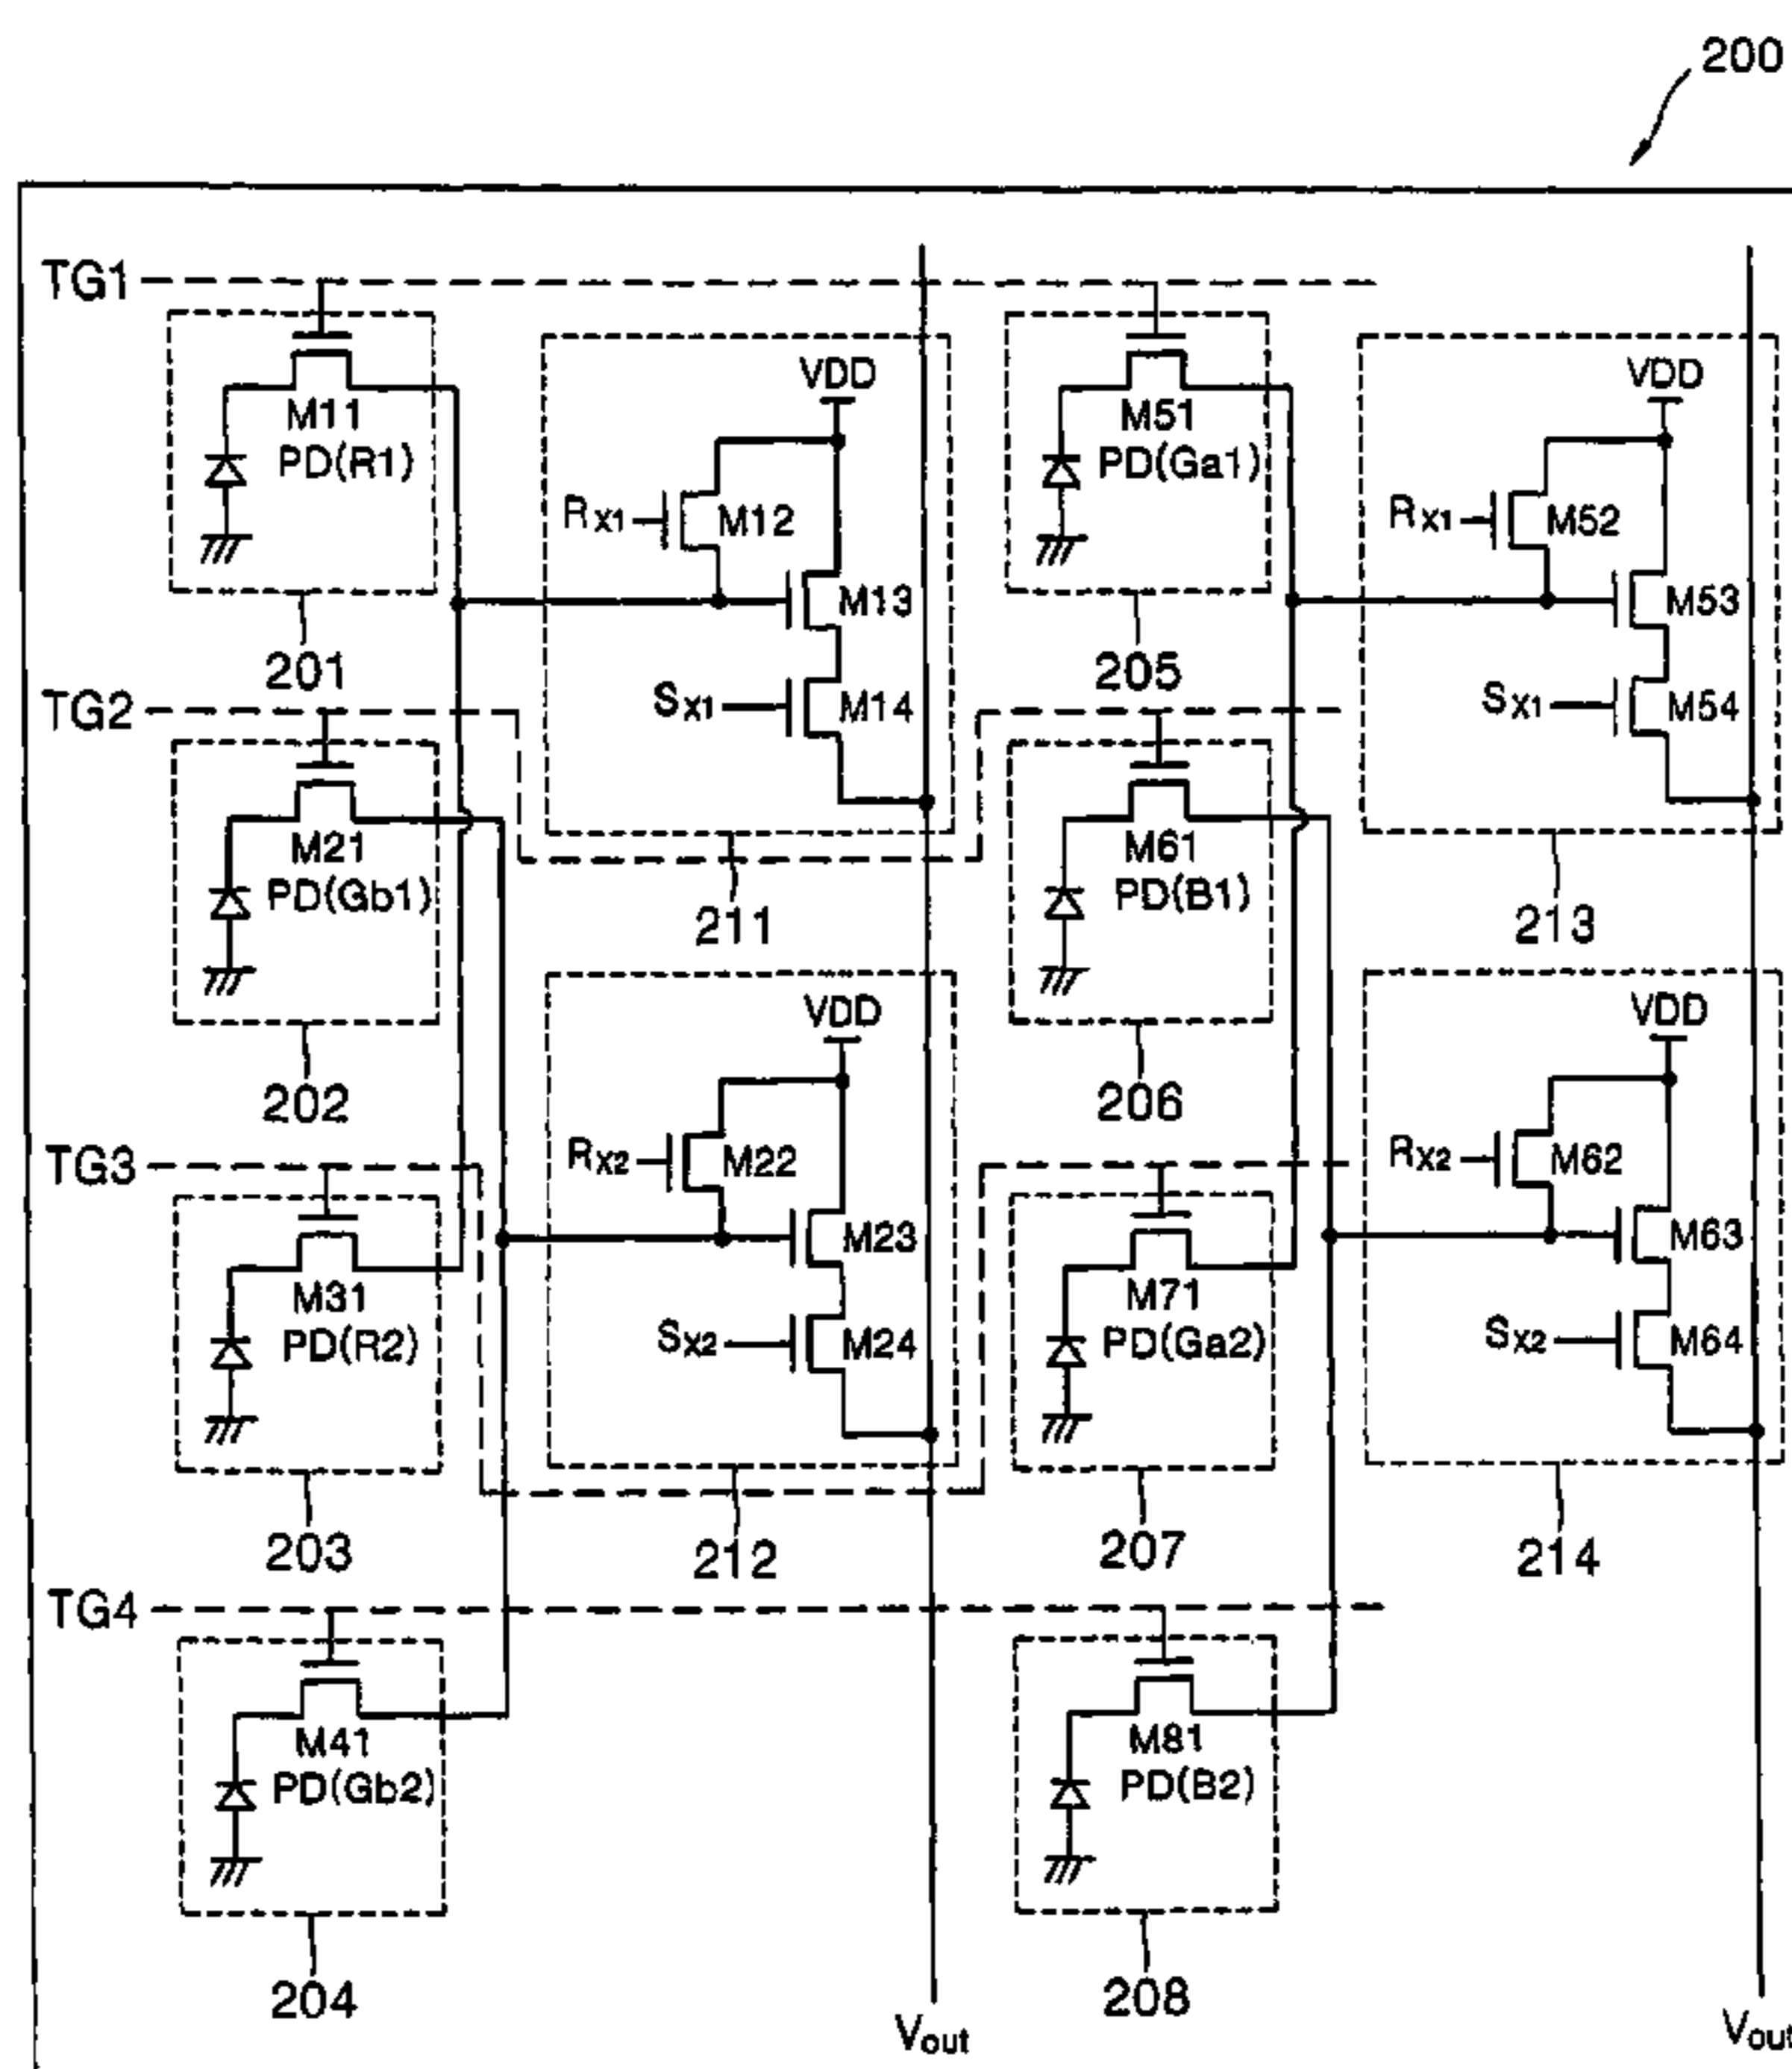 200
TG1
VDD
VDD
M11
PD(R1)
M51
PD(Ga1)
RX1
M12
RX1
M52
M13
M53
201
205
TG2
SX1
M14
SX1
M54
M21
PD(Gb1)
M61
PD(B1)
211
213
VDD
VDD
202
206
TG3
RX2
M22
RX2
M62
M23
M63
M31
PD(R2)
M71
PD(Ga2)
SX2
M24
SX2
M64
203
212
207
214
TG4
M41
PD(Gb2)
M81
PD(B2)
204
208
Vout
Vout